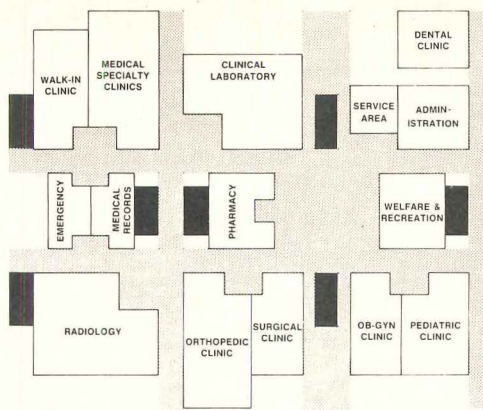 WALK-IN
CLINIC
MEDICAL
SPECIALTY
CLINICS
CLINICAL
LABORATORY
DENTAL
CLINIC
SERVICE
AREA
ADMIN-
ISTRATION
EMERGENCY
MEDICAL
RECORDS
PHARMACY
WELFARE &
RECREATION
RADIOLOGY
ORTHOPEDIC
CLINIC
SURGICAL
CLINIC
OB-GYN
CLINIC
PEDIATRIC
CLINIC